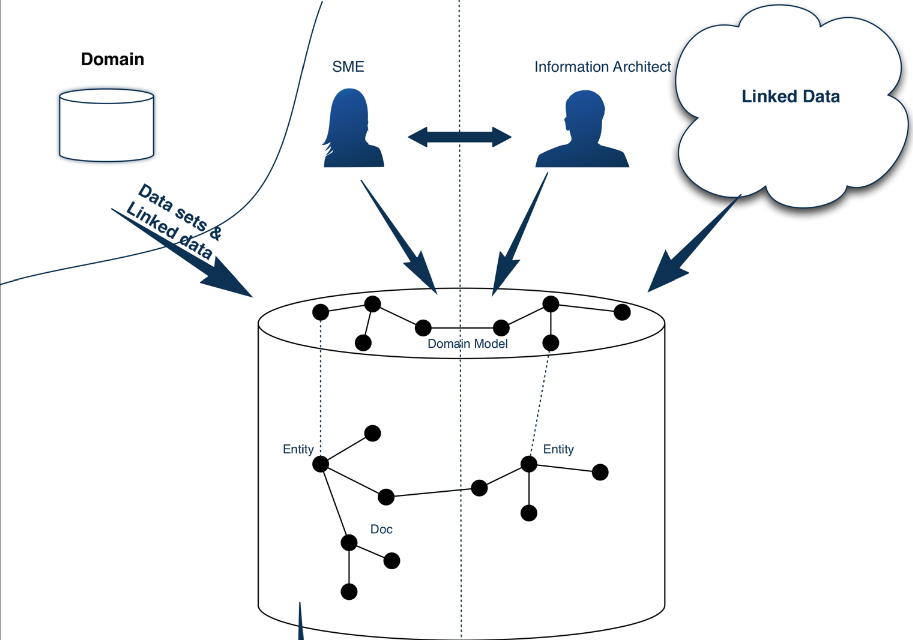 Domain
SME
Information Architect
Linked Data
Data sets &
Linked data
Domain Model
Entity
Entity
Doc